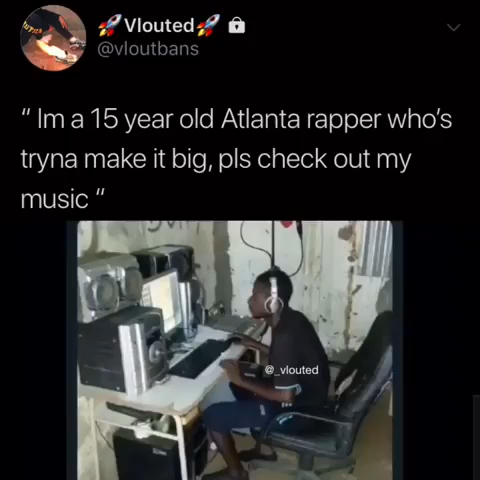 🚀Vlouted🚀 🔒
@vloutbans
“ Im a 15 year old Atlanta rapper who’s
tryna make it big, pls check out my
music “
@_vlouted